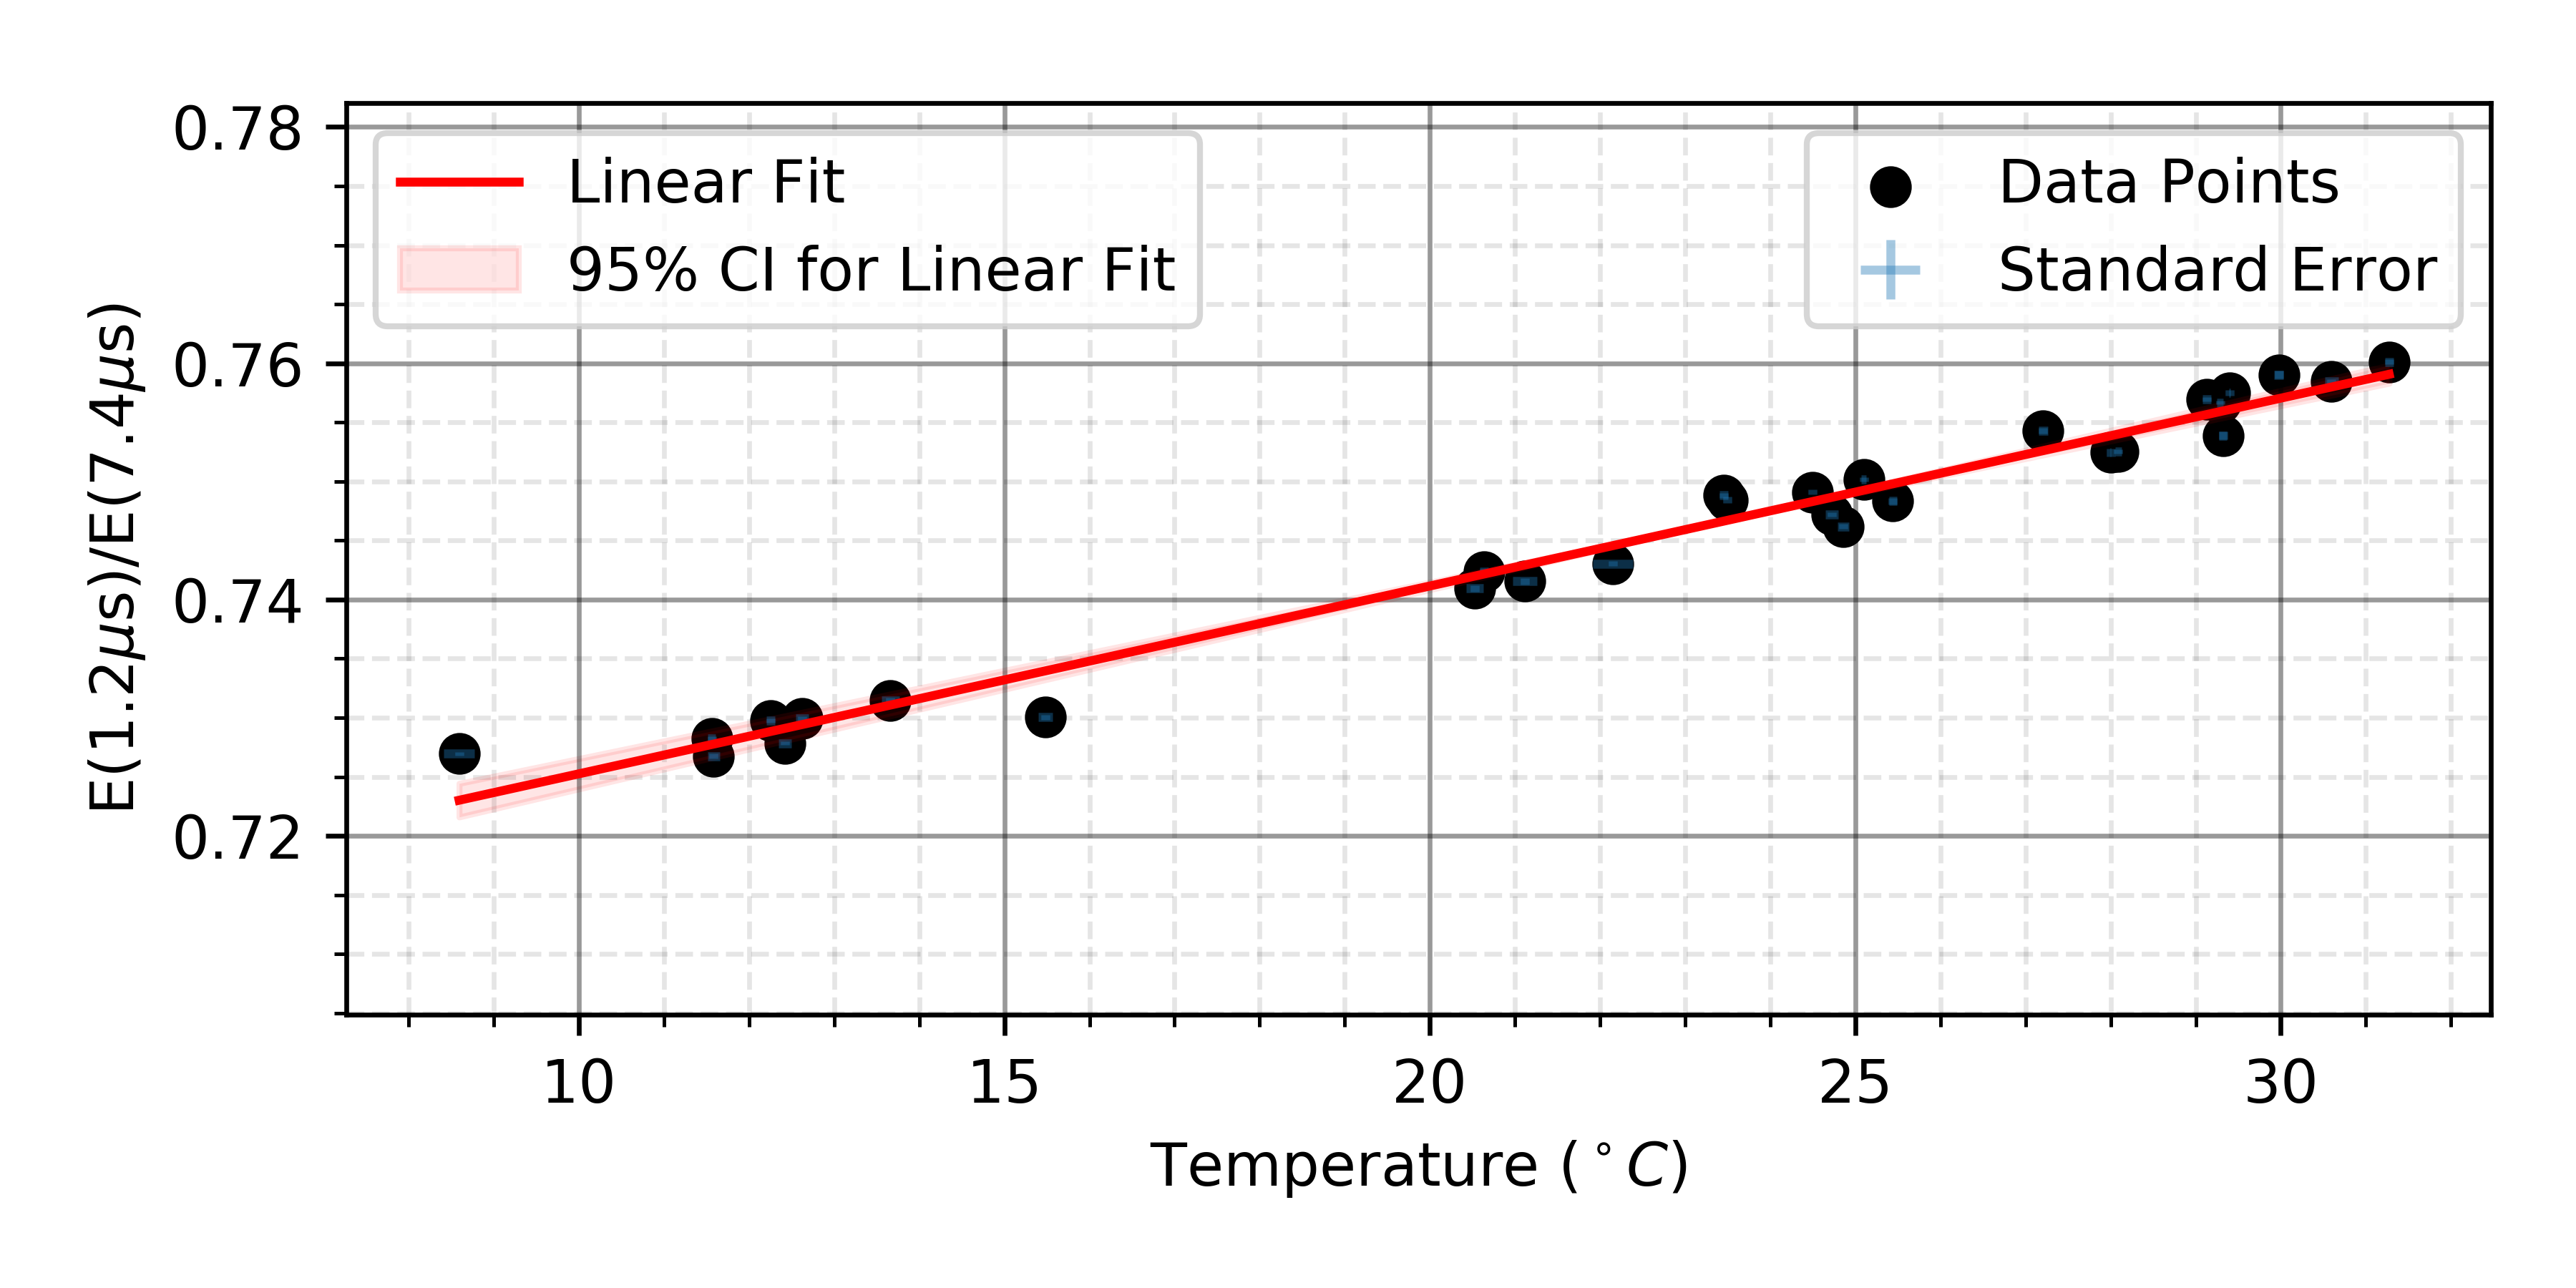 0.78
0.76
0.74
0.72
E(1.2μs)/E(7.4μs)
Linear Fit
95% CI for Linear Fit
Data Points
Standard Error
10 15 20 25 30
Temperature (°C)